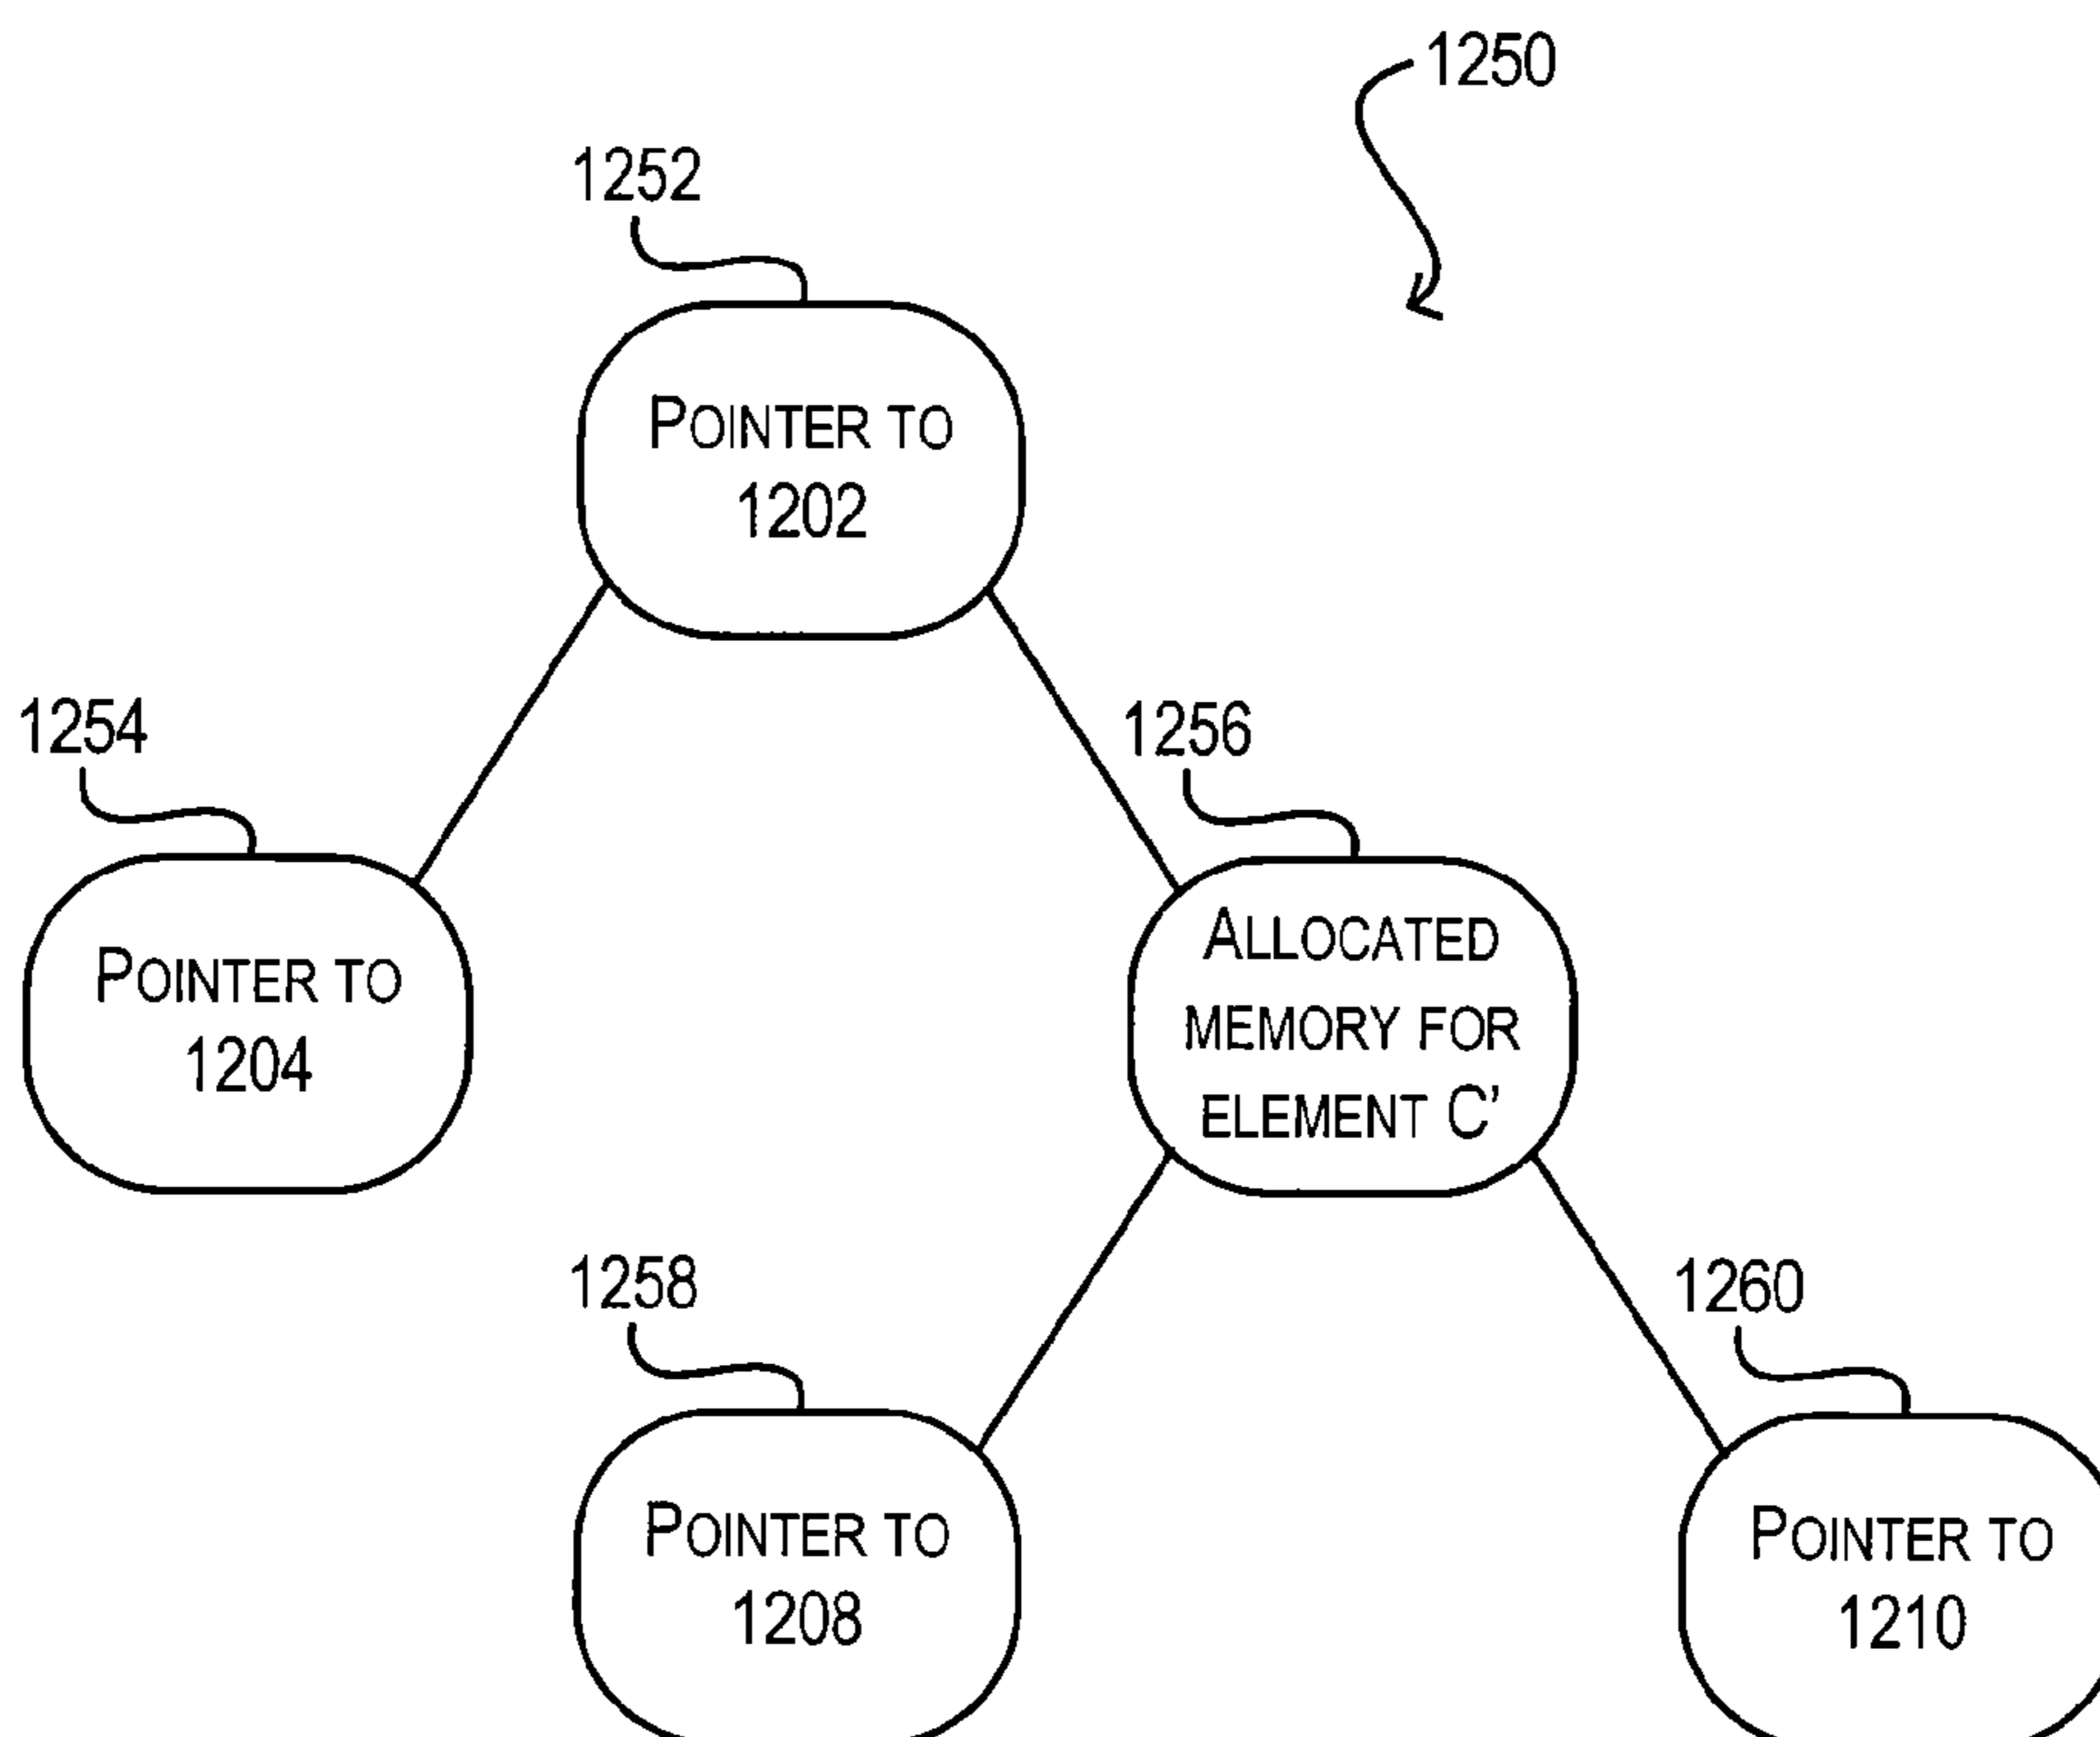 1250
1252
POINTER TO
1202
1254
1256
POINTER TO
1204
ALLOCATED
MEMORY FOR
ELEMENT C'
1258
1260
POINTER TO
1208
POINTER TO
1210